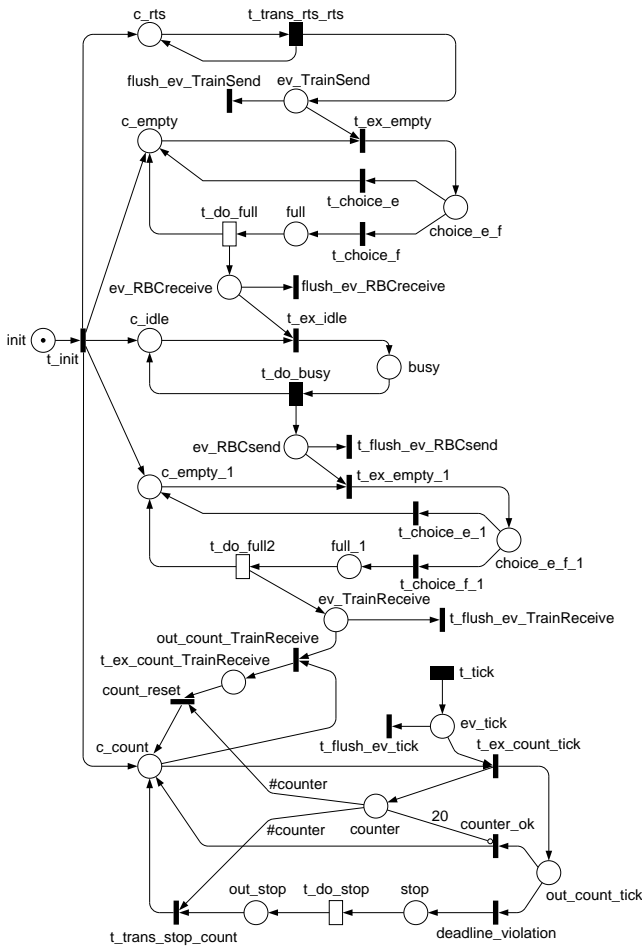 c_rts
t_trans_rts_rts
flush_ev_TrainSend
ev_TrainSend
c_empty
t_ex_empty
t_choice_e
t_do_full
full
choice_e_f
t_choice_f
ev_RBCreceive
flush_ev_RBCreceive
c_idle
t_ex_idle
init
t_init
busy
t_do_busy
ev_RBCsend
t_flush_ev_RBCsend
c_empty_1
t_ex_empty_1
t_choice_e_1
t_do_full2
full_1
choice_e_f_1
t_choice_f_1
ev_TrainReceive
t_flush_ev_TrainReceive
out_count_TrainReceive
t_ex_count_TrainReceive
t_tick
count_reset
ev_tick
c_count
t_flush_ev_tick
t_ex_count_tick
#counter
20
#counter
counter
counter_ok
out_stop
t_do_stop
stop
out_count_tick
t_trans_stop_count
deadline_violation